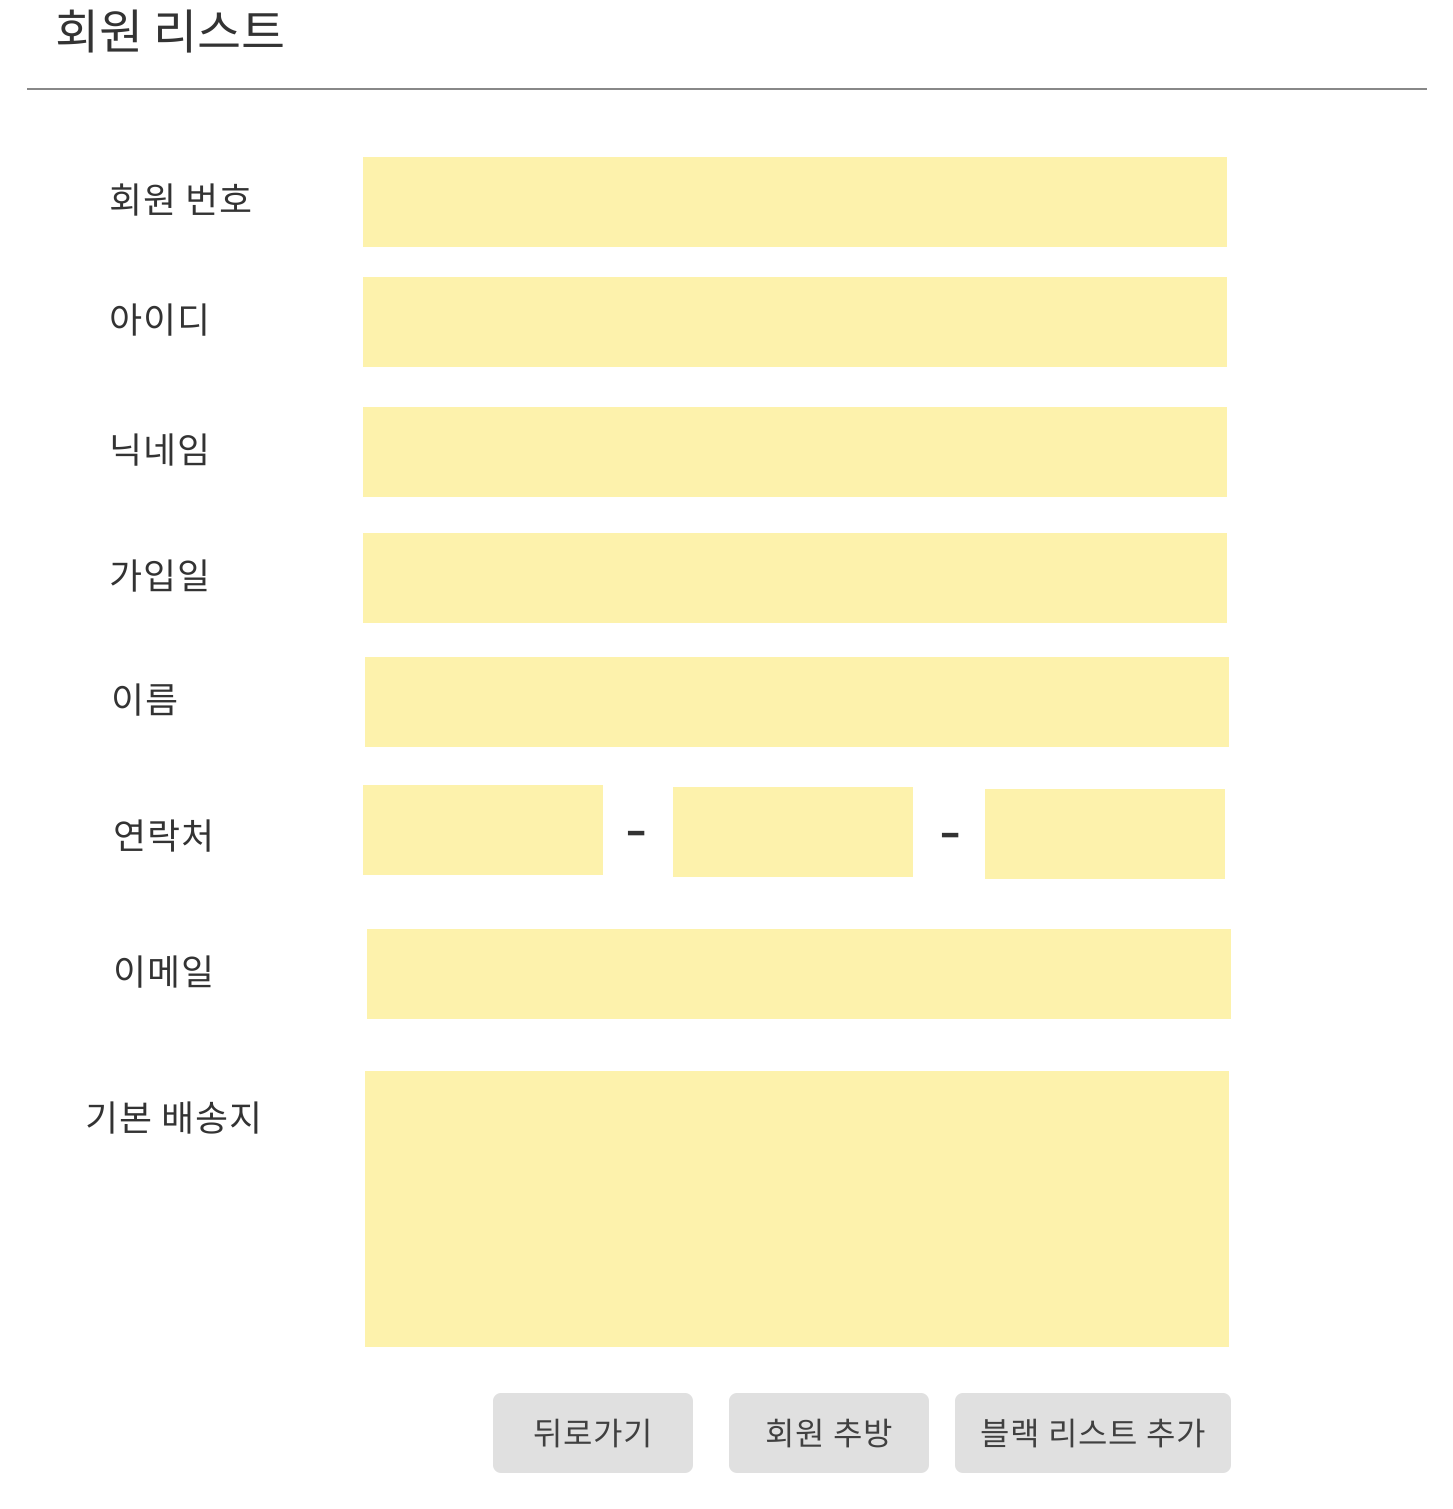 회원 리스트
회원 번호
아이디
닉네임
가입일
이름
연락처 - -
이메일
기본 배송지
뒤로가기 회원 추방 블랙 리스트 추가